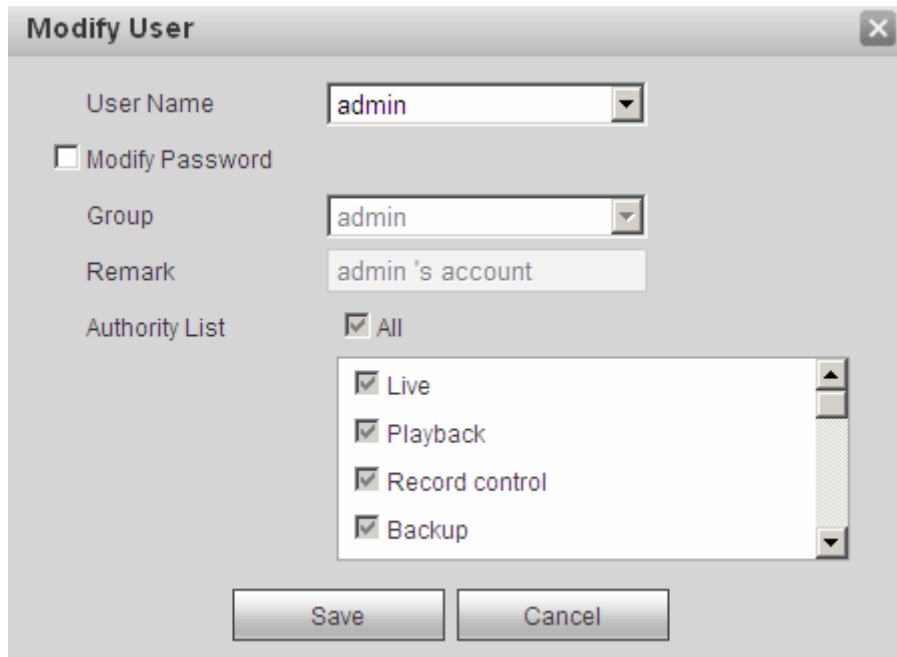 Modify User
User Name admin
Modify Password
Group admin
Remark admin 's account
Authority List All
Live
Playback
Record control
Backup
Save Cancel